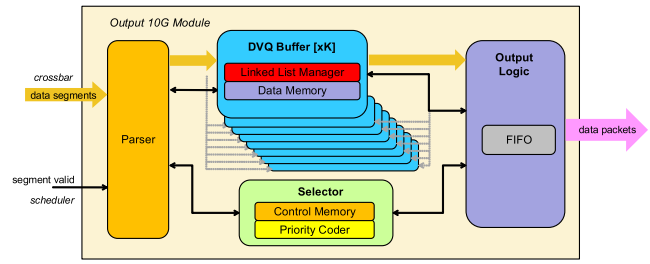 Output 10G Module
DVQ Buffer [xK]
Linked List Manager
Data Memory
Output
Logic
crossbar
data segments
Parser
FIFO
data packets
segment valid
scheduler
Selector
Control Memory
Priority Coder